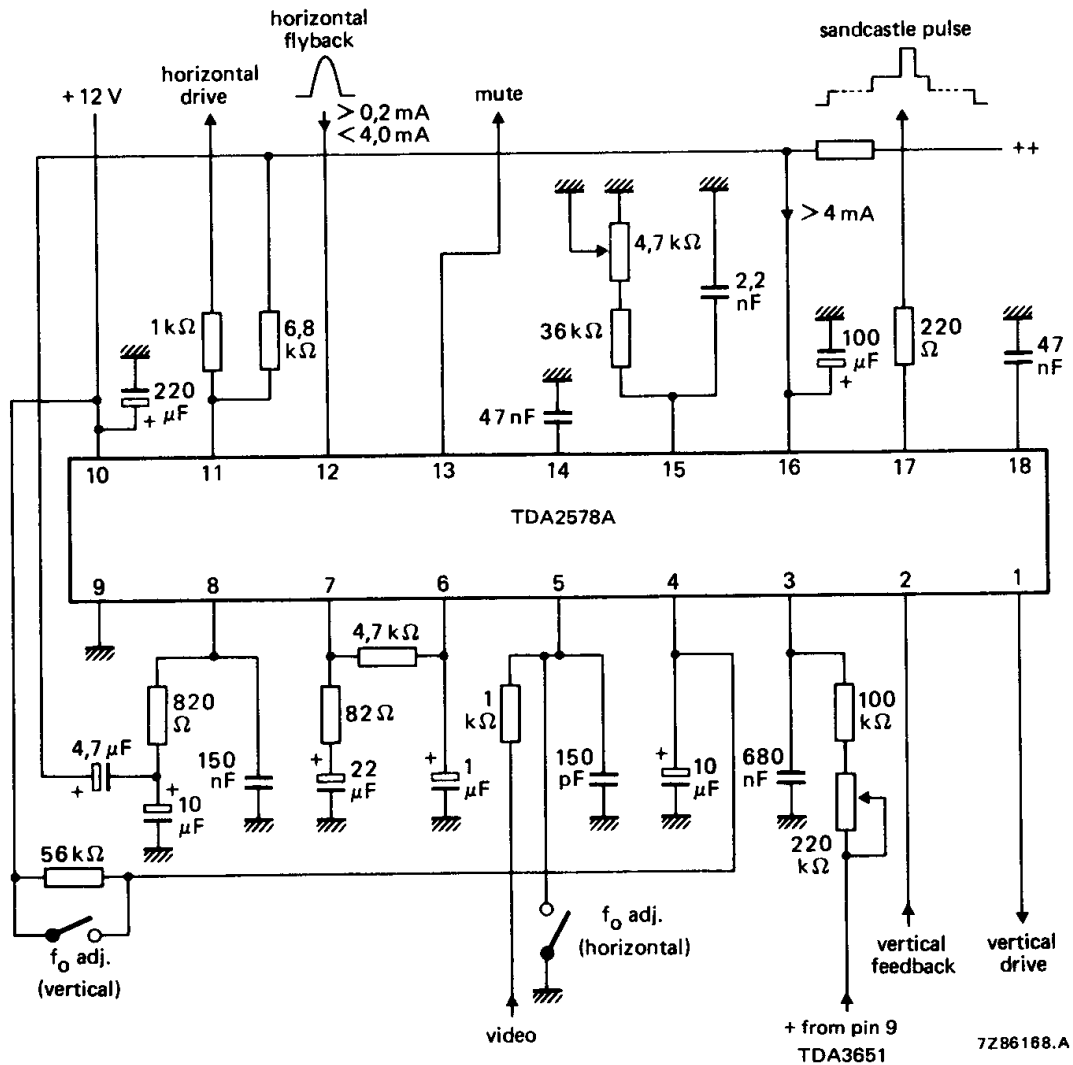 horizontal
flyback
sandcastle pulse
horizontal
drive
+ 12 V
mute
> 0,2 mA
< 4,0 mA
++
> 4 mA
4,7 kΩ
2,2
nF
1 kΩ
6,8
kΩ
36 kΩ
100
μF
+
220
Ω
47
nF
220
μF
+
47 nF
10
11
12
13
14
15
16
17
18
TDA2578A
9
8
7
6
5
4
3
2
1
4,7 kΩ
820
Ω
82 Ω
1
kΩ
100
kΩ
4,7 μF
+
+
10
μF
150
nF
+
22
μF
+
1
μF
150
pF
+
10
μF
680
nF
220
kΩ
56 kΩ
fo adj.
(vertical)
fo adj.
(horizontal)
vertical
feedback
vertical
drive
video
+ from pin 9
TDA3651
7Z86168.A